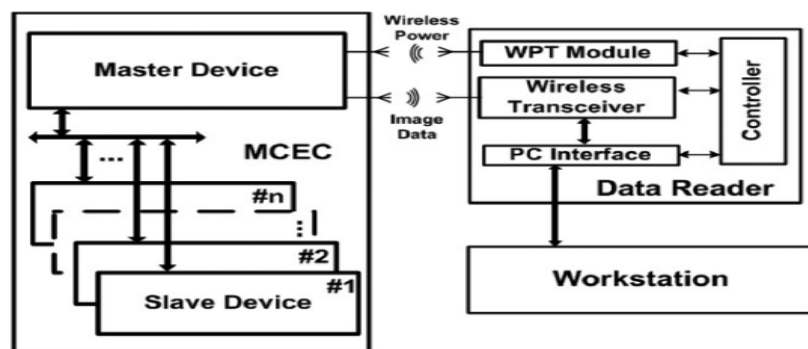 Master Device
MCEC
...
#n
...
#2
#1
Slave Device
Wireless
Power
Image
Data
WPT Module
Wireless
Transceiver
PC Interface
Controller
Data Reader
Workstation